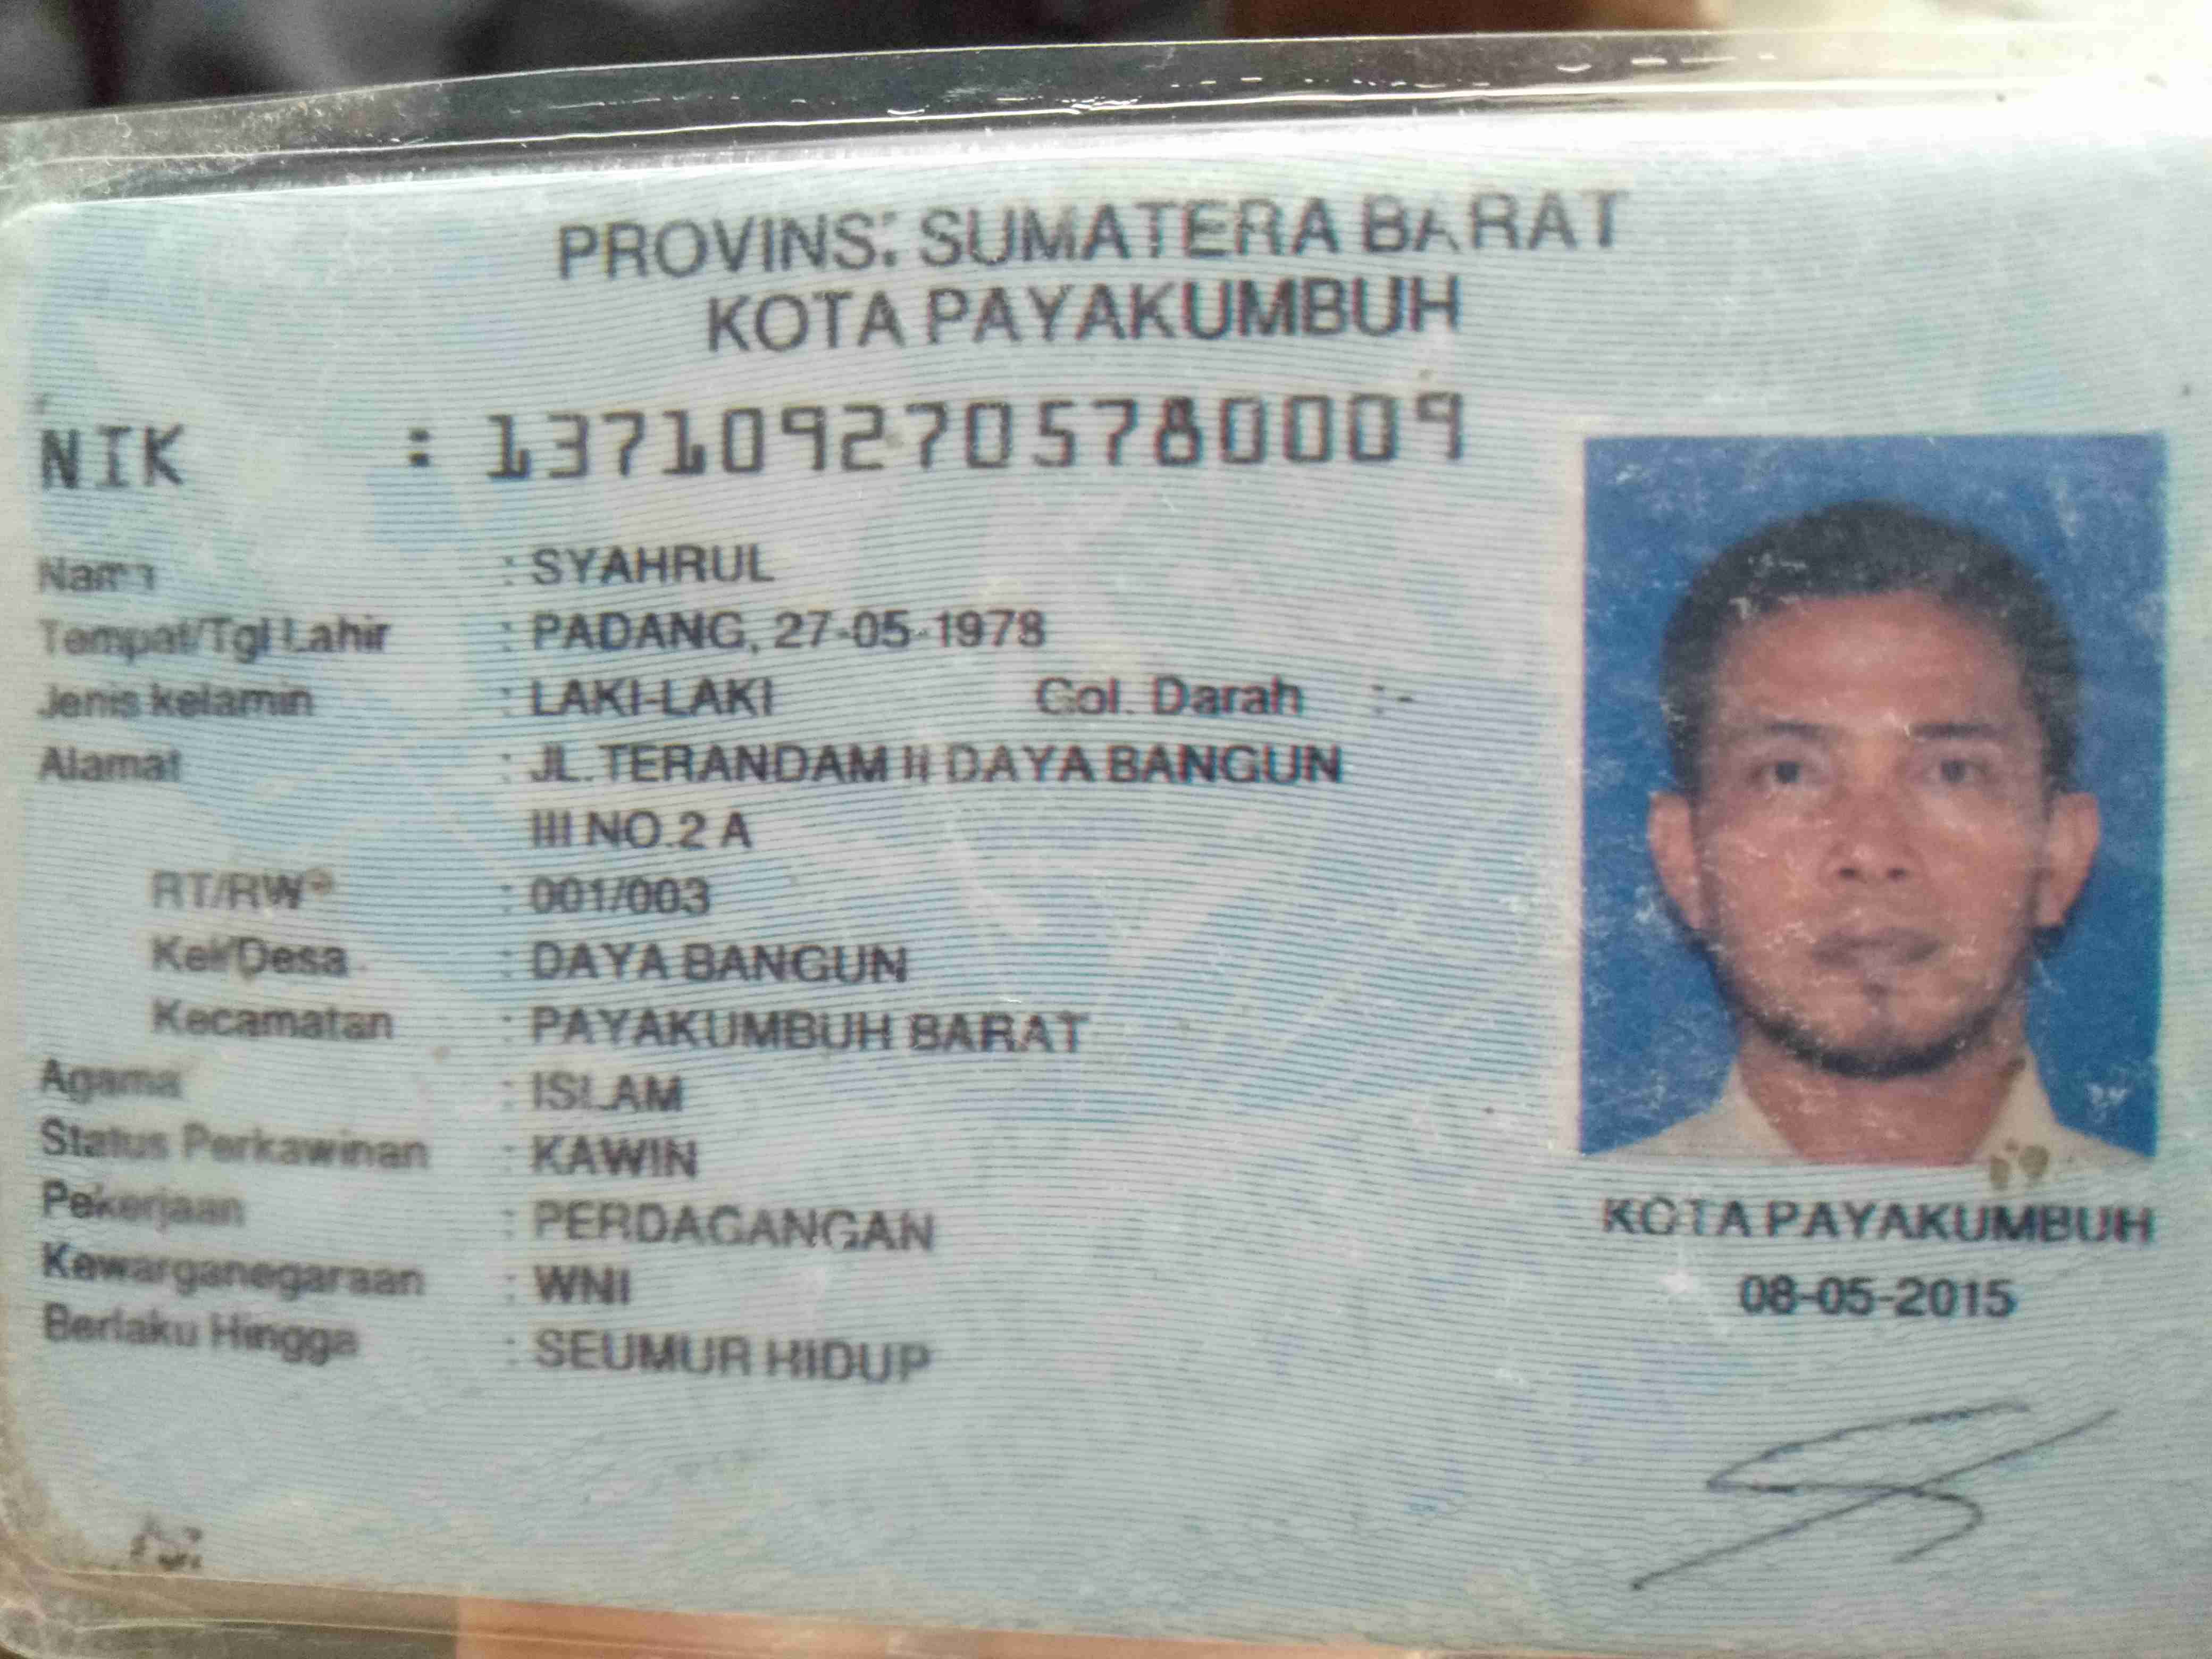 PROVINSI SUMATERA BARAT
KOTA PAYAKUMBUH
NIK : 1371092705780009
Nama : SYAHRUL
Tempat/Tgl Lahir : PADANG, 27-05-1978
Jenis kelamin : LAKI-LAKI Gol. Darah :-
Alamat : JL.TERANDAM II DAYA BANGUN
III NO.2 A
RT/RW : 001/003
Kel/Desa : DAYA BANGUN
Kecamatan : PAYAKUMBUH BARAT
Agama : ISLAM
Status Perkawinan : KAWIN
Pekerjaan : PERDAGANGAN
Kewarganegaraan : WNI
Berlaku Hingga : SEUMUR HIDUP
KOTA PAYAKUMBUH
08-05-2015